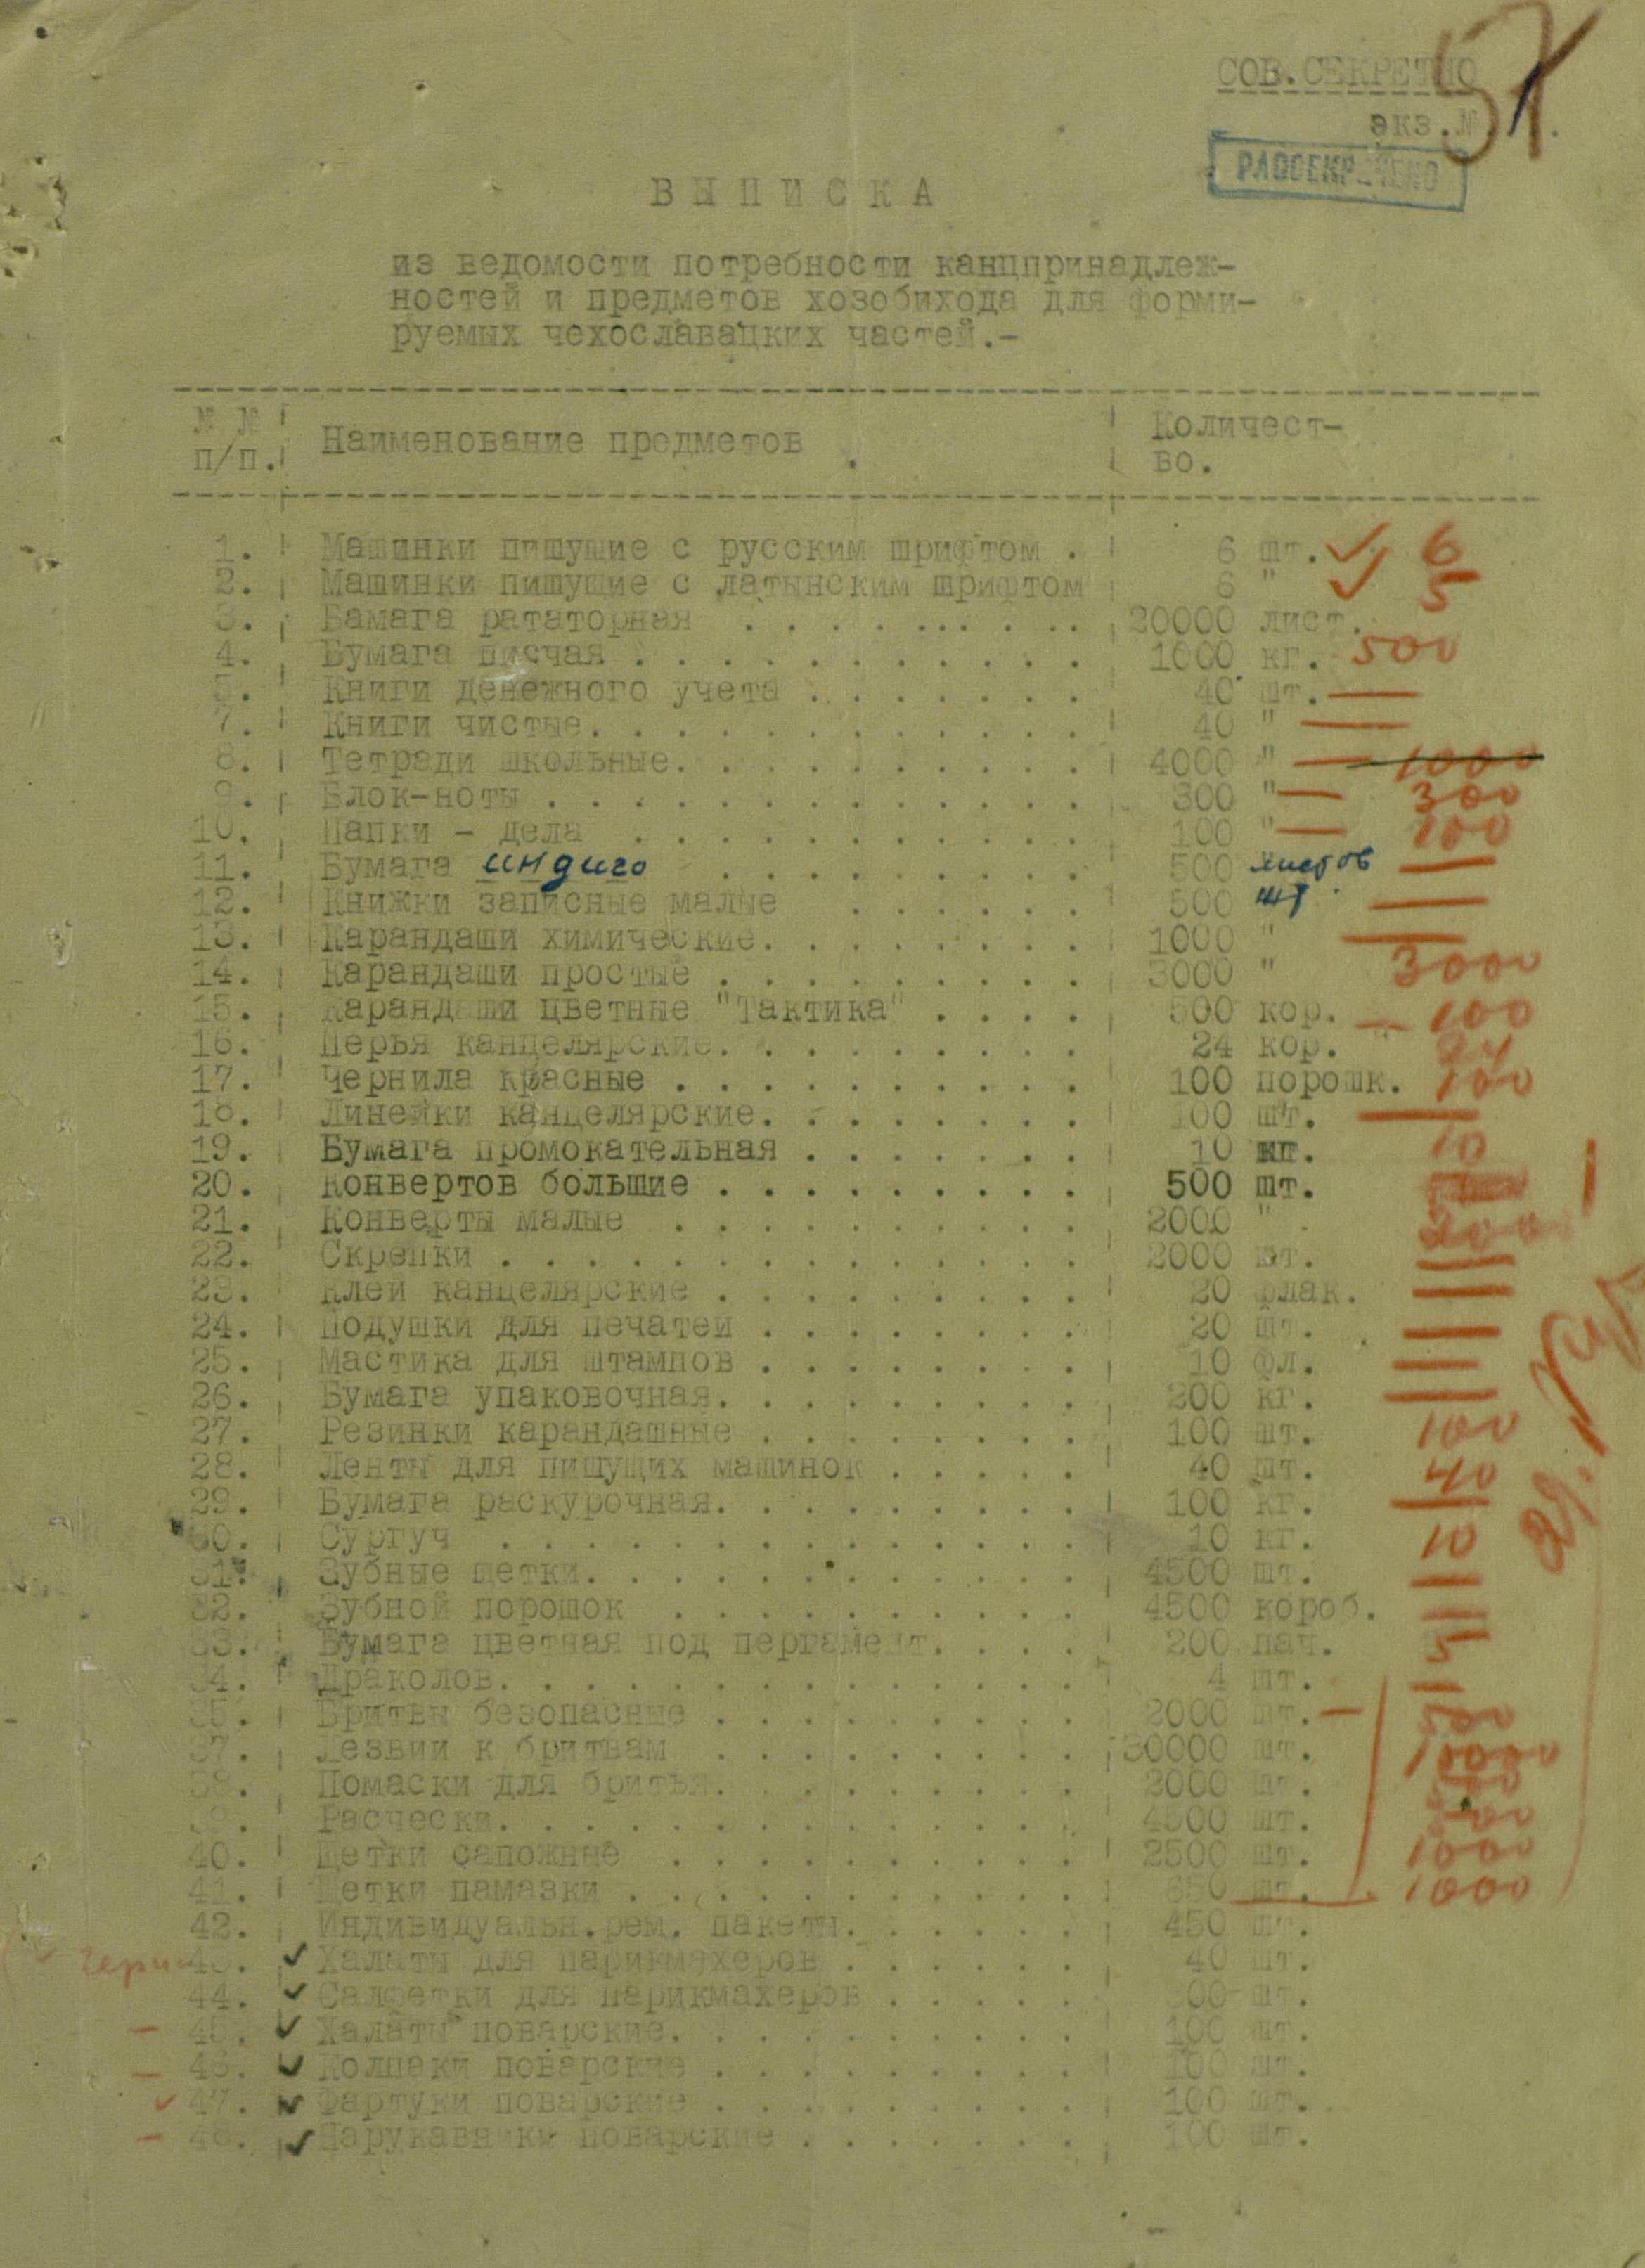 СОВ.СЕКРЕТНО
57
экз.№
РАССЕКРЕЧЕНО
ВЫПИСКА
из ведомости потребности канцпринадлеж-
ностей и предметов хозобихода для форми-
руемых чехославацких частей.-
№ № п/п. Наименование предметов Количест-во.
1. Машинки пишущие с русским шрифтом . 6 шт. 6
2. Машинки пишущие с латынским шрифтом 6 " 5
3. Бамага рататорная . . . . . . . . . 20000 лист.
4. Бумага писчая . . . . . . . . . . . 1000 кг. 500
Книги денежного учета . . . . . . . 40 шт. —
7. Книги чистые. . . . . . . . . . . . 40 " —
8. Тетради школьные. . . . . . . . . . 4000 " — 1000
9. Блок-ноты . . . . . . . . . . . . . 300 " — 300
10. Папки - дела . . . . . . . . . . . 100 " — 100
11. Бумага индиго . . . . . . . . . 500 листов —
12. Книжки записные малые . . . . . . 500 шт. —
13. Карандаши химические. . . . . . . . 1000 " —
14. Карандаши простые . . . . . . . . . 3000 " 3000
15. Карандаши цветные "Тактика" . . . . 500 кор. — 100
16. Перья канцелярские. . . . . . . . . 24 кор. 24
17. Чернила красные . . . . . . . . . . 100 порошк. 100
18. Линейки канцелярские. . . . . . . . 100 шт. —
19. Бумага промокательная . . . . . . . 10 кг. 10
20. Конвертов большие . . . . . . . . . 500 шт.
21. Конверты малые . . . . . . . . . . 2000 "
22. Скрепки . . . . . . . . . . . . . . 2000 шт. —
23. Клей канцелярские . . . . . . . . . 20 флак. —
24. Подушки для печатей . . . . . . . . 20 шт. —
25. Мастика для штампов . . . . . . . . 10 фл. —
26. Бумага упаковочная. . . . . . . . . 200 кг. —
27. Резинки карандашные . . . . . . . . 100 шт. 100
28. Ленты для пишущих машинок . . . . . 40 шт. 40
29. Бумага раскурочная. . . . . . . . . 100 кг. —
30. Сургуч . . . . . . . . . . . . . . 10 кг. 10
31. Зубные щетки. . . . . . . . . . . . 4500 шт. —
32. Зубной порошок . . . . . . . . . . 4500 короб. —
33. Бумага цветная под пергамент. . . . 200 пач. 5
34. Драколов. . . . . . . . . . . . . . 4 шт. —
Бритвы безопасные . . . . . . . . . 2000 шт. — 500
37. Лезвии к бритвам . . . . . . . . . 30000 шт. 10000
Помаски для бритья. . . . . . . . . 2000 шт. 500
Расчески. . . . . . . . . . . . . . 4500 шт.
40. Щетки сапожные . . . . . . . . . . 2500 шт. 1000
41. Щетки памазки . . . . . . . . . . . 650 шт. 1000
42. Индивидуальн.рем. пакеты. . . . . . 450 шт.
43. ✓ Халаты для парикмахеров . . . . . . 40 шт.
44. ✓ Салфетки для парикмахеров . . . . . 300 шт.
— 45. ✓ Халаты поварские. . . . . . . . . . 100 шт.
— 46. ✓ Колпаки поварские . . . . . . . . . 100 шт.
✓ 47. ✓ Фартуки поварские . . . . . . . . . 100 шт.
— 48. ✓ Нарукавники поварские . . . . . . . 100 шт.